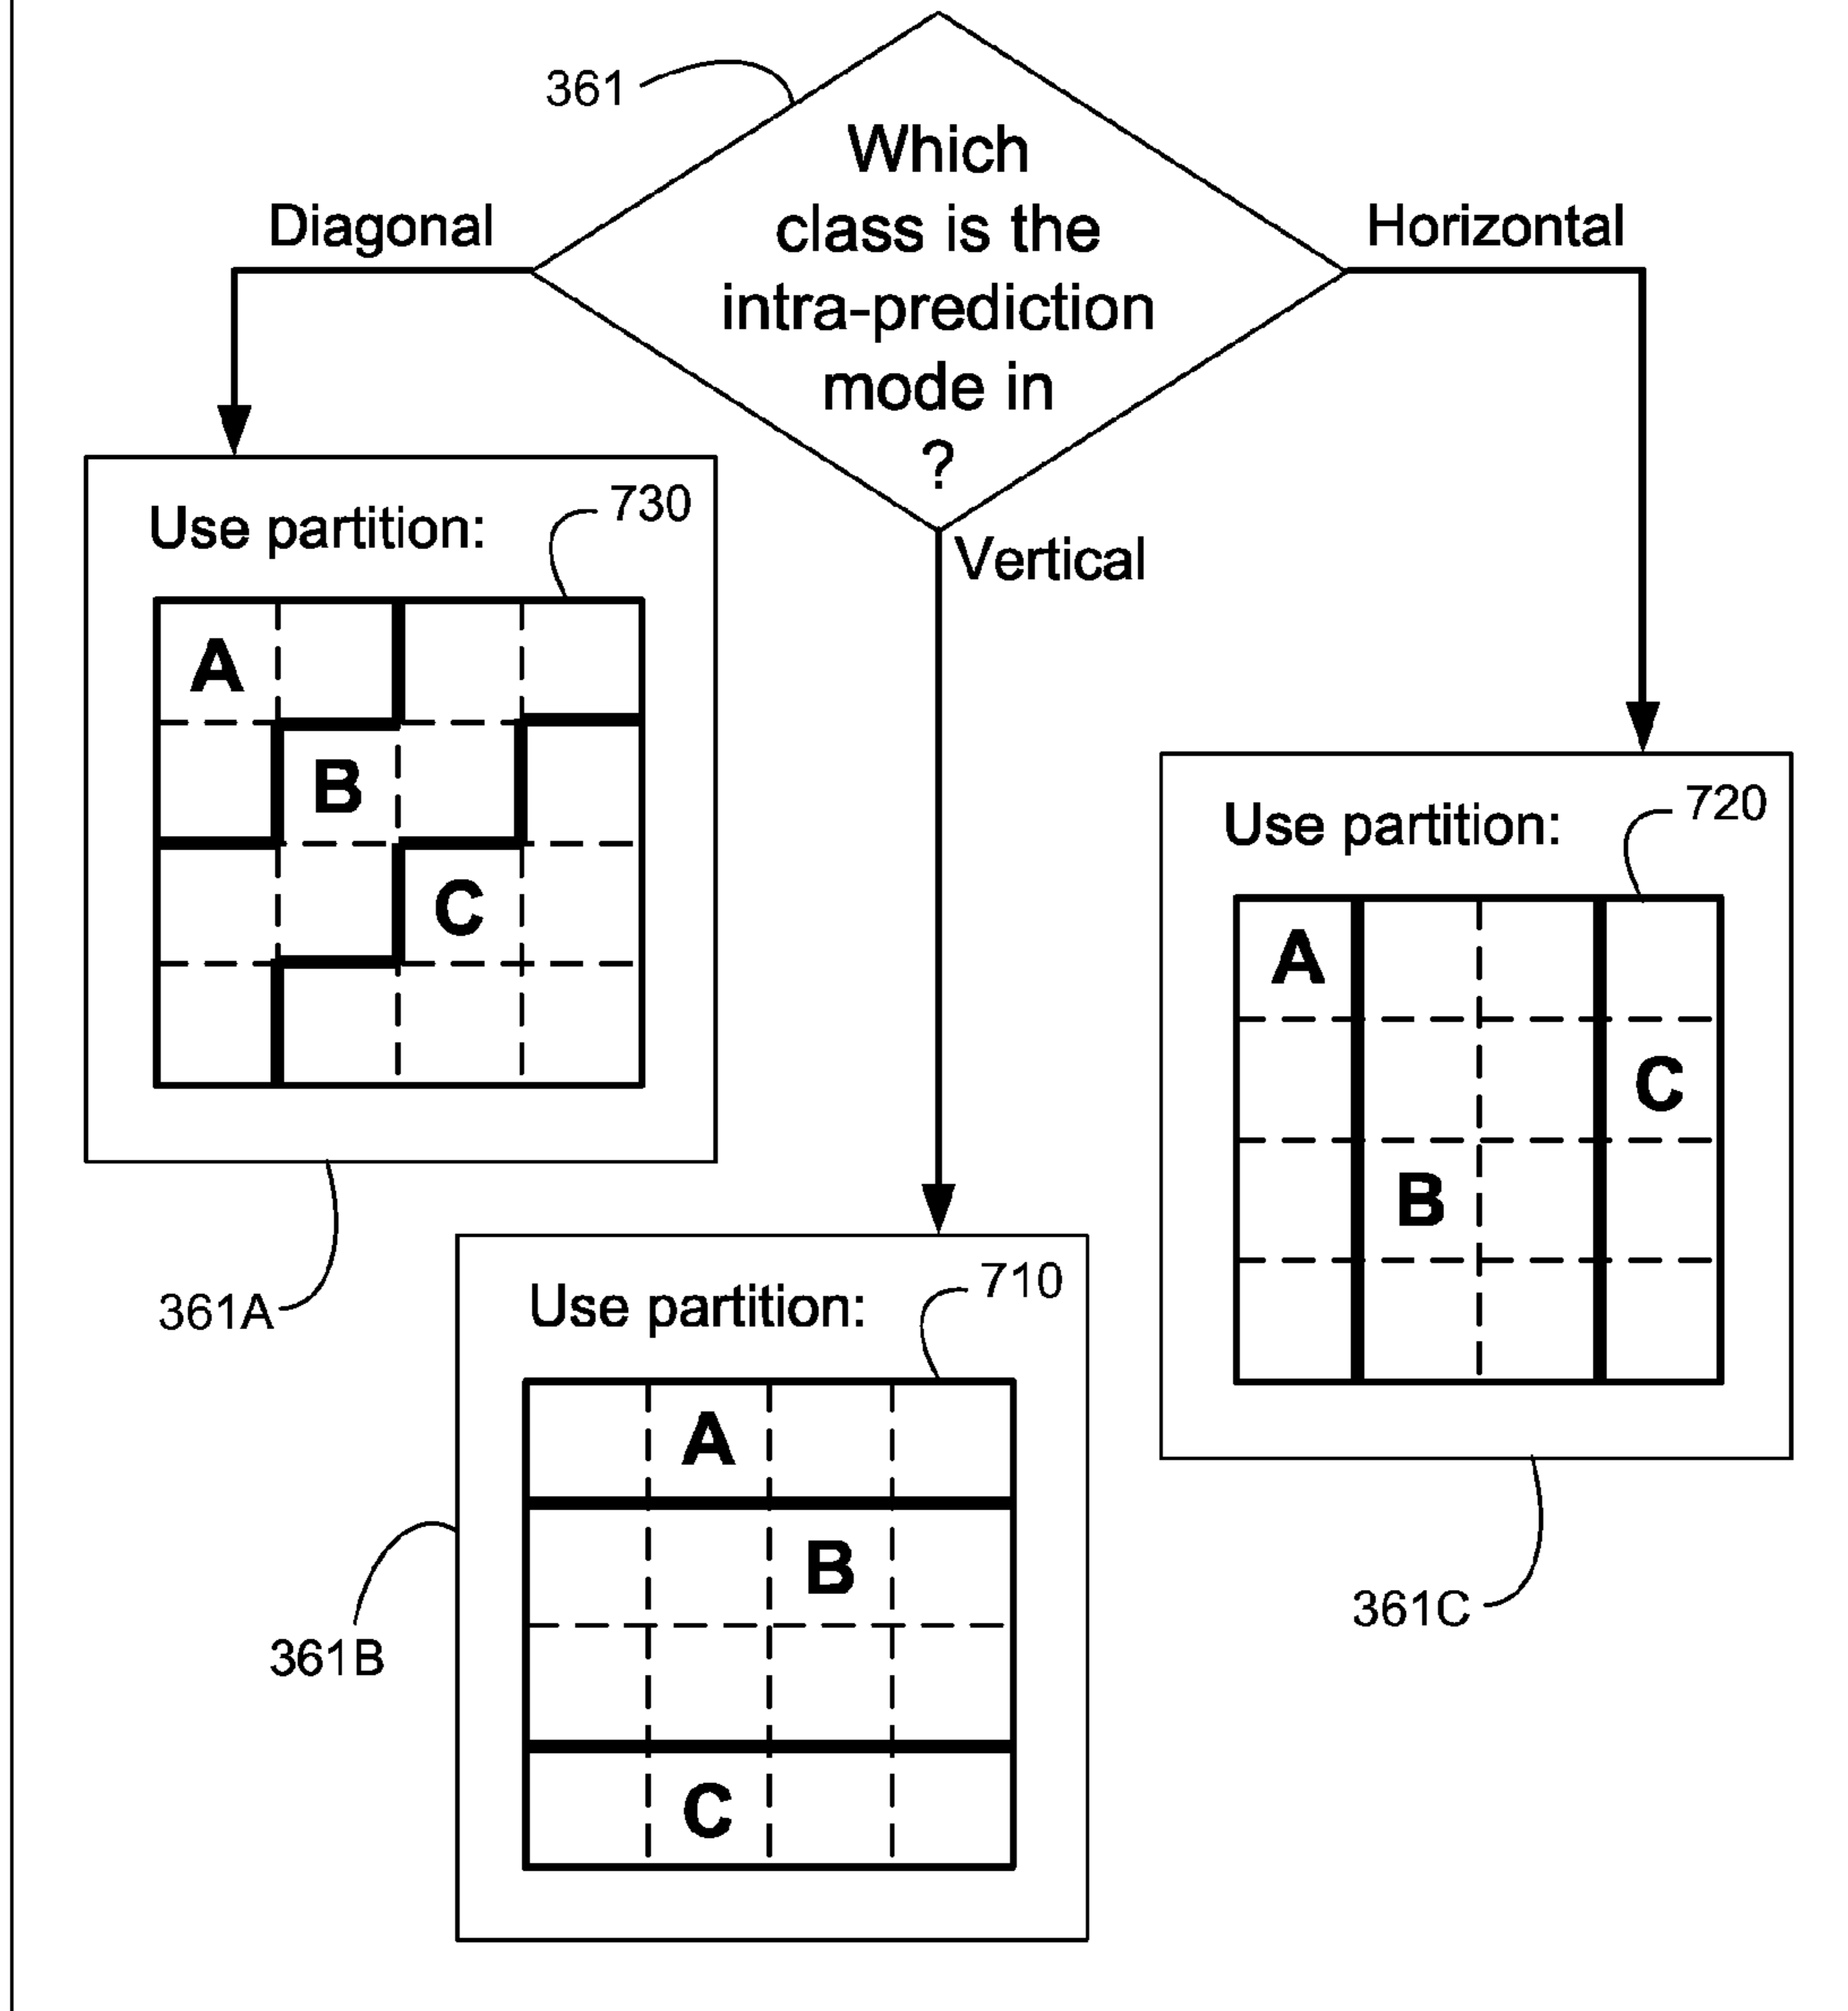 361
Which
class is the
intra-prediction
mode in
?
Diagonal
Horizontal
Vertical
Use partition:
730
A
B
C
361A
Use partition:
720
A
C
B
361C
Use partition:
710
A
B
C
361B